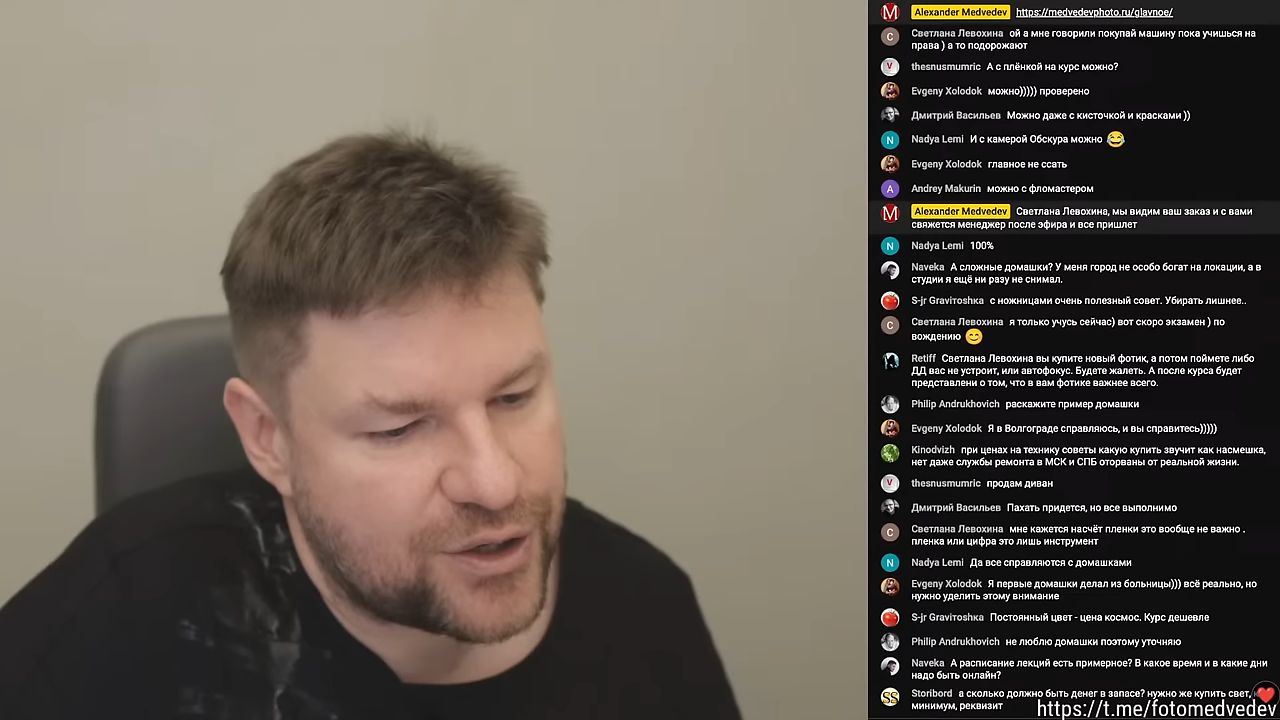 Alexander Medvedev https://medvedevphoto.ru/glavnoe/
Светлана Левохина ой а мне говорили покупай машину пока учишься на
права ) а то подорожают
thesnusmumric А с плёнкой на курс можно?
Evgeny Xolodok можно))))) проверено
Дмитрий Васильев Можно даже с кисточкой и красками ))
Nadya Lemi И с камерой Обскура можно 😂
Evgeny Xolodok главное не ссать
Andrey Makurin можно с фломастером
Alexander Medvedev Светлана Левохина, мы видим ваш заказ и с вами
свяжется менеджер после эфира и все пришлет
Nadya Lemi 100%
Naveka А сложные домашки? У меня город не особо богат на локации, а в
студии я ещё ни разу не снимал.
S-jr Graviтоshка с ножницами очень полезный совет. Убирать лишнее..
Светлана Левохина я только учусь сейчас) вот скоро экзамен ) по
вождению 😊
Retiff Светлана Левохина вы купите новый фотик, а потом поймете либо
ДД вас не устроит, или автофокус. Будете жалеть. А после курса будет
представлени о том, что в вам фотике важнее всего.
Philip Andrukhovich раскажите пример домашки
Evgeny Xolodok Я в Волгограде справляюсь, и вы справитесь)))))
Kinodvizh при ценах на технику советы какую купить звучит как насмешка,
нет даже службы ремонта в МСК и СПБ оторваны от реальной жизни.
thesnusmumric продам диван
Дмитрий Васильев Пахать придется, но все выполнимо
Светлана Левохина мне кажется насчёт пленки это вообще не важно .
пленка или цифра это лишь инструмент
Nadya Lemi Да все справляются с домашками
Evgeny Xolodok Я первые домашки делал из больницы))) всё реально, но
нужно уделить этому внимание
S-jr Graviтоshка Постоянный цвет - цена космос. Курс дешевле
Philip Andrukhovich не люблю домашки поэтому уточняю
Naveka А расписание лекций есть примерное? В какое время и в какие дни
надо быть онлайн?
Storibord а сколько должно быть денег в запасе? нужно же купить свет,
минимум, реквизит
https://t.me/fotomedvedev